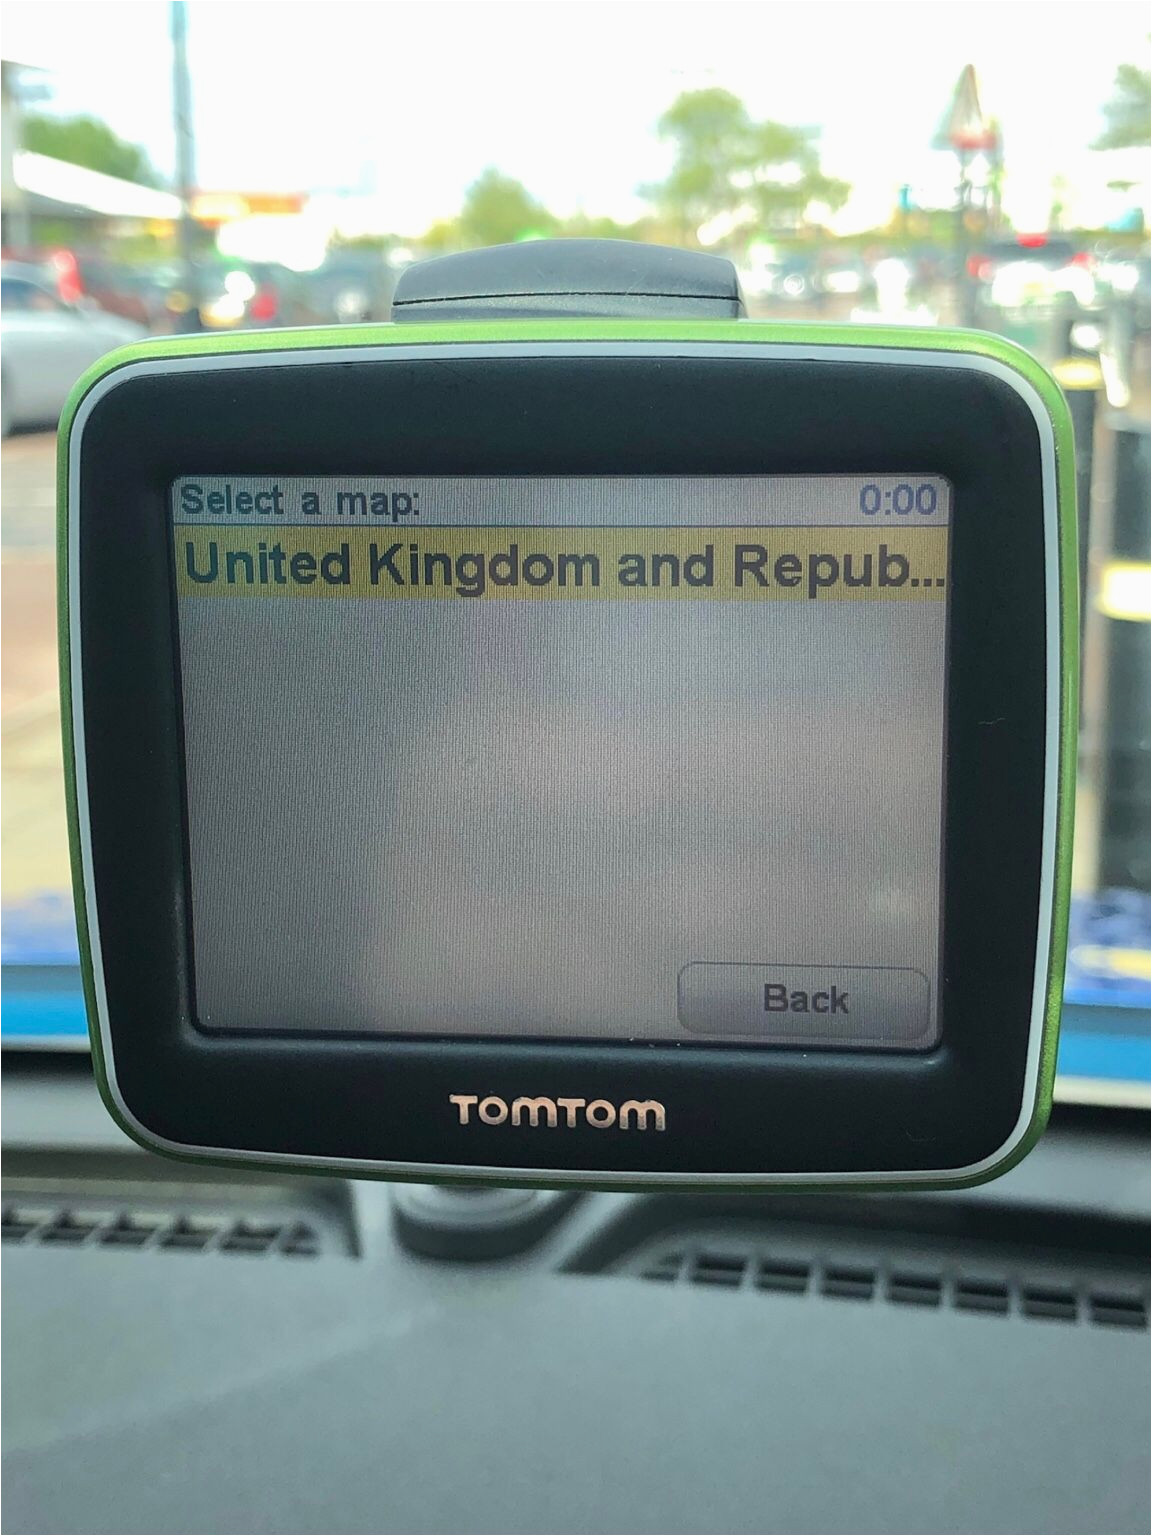 Select a map: 0:00
United Kingdom and Repub...
Back
TOMTOM